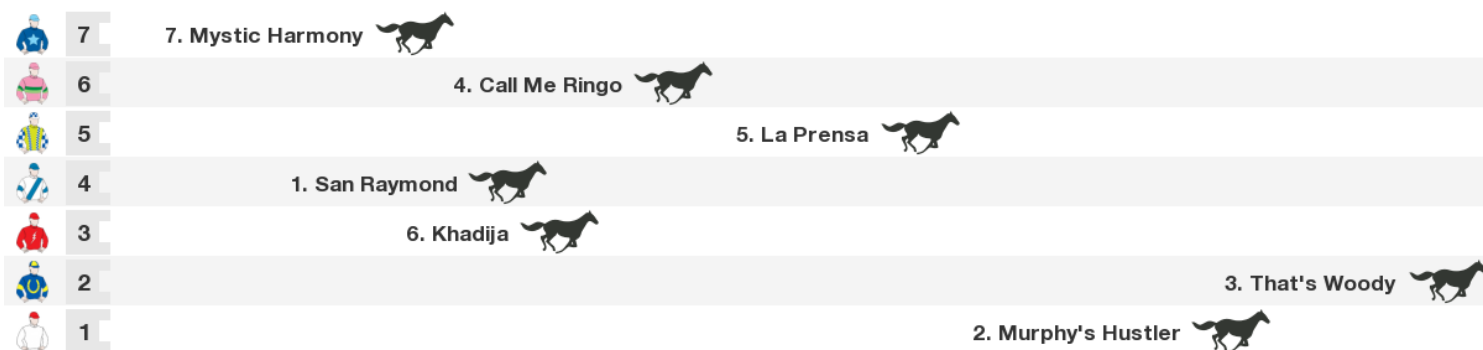 7 7. Mystic Harmony
6 4. Call Me Ringo
5 5. La Prensa
4 1. San Raymond
3 6. Khadija
2 3. That's Woody
1 2. Murphy's Hustler